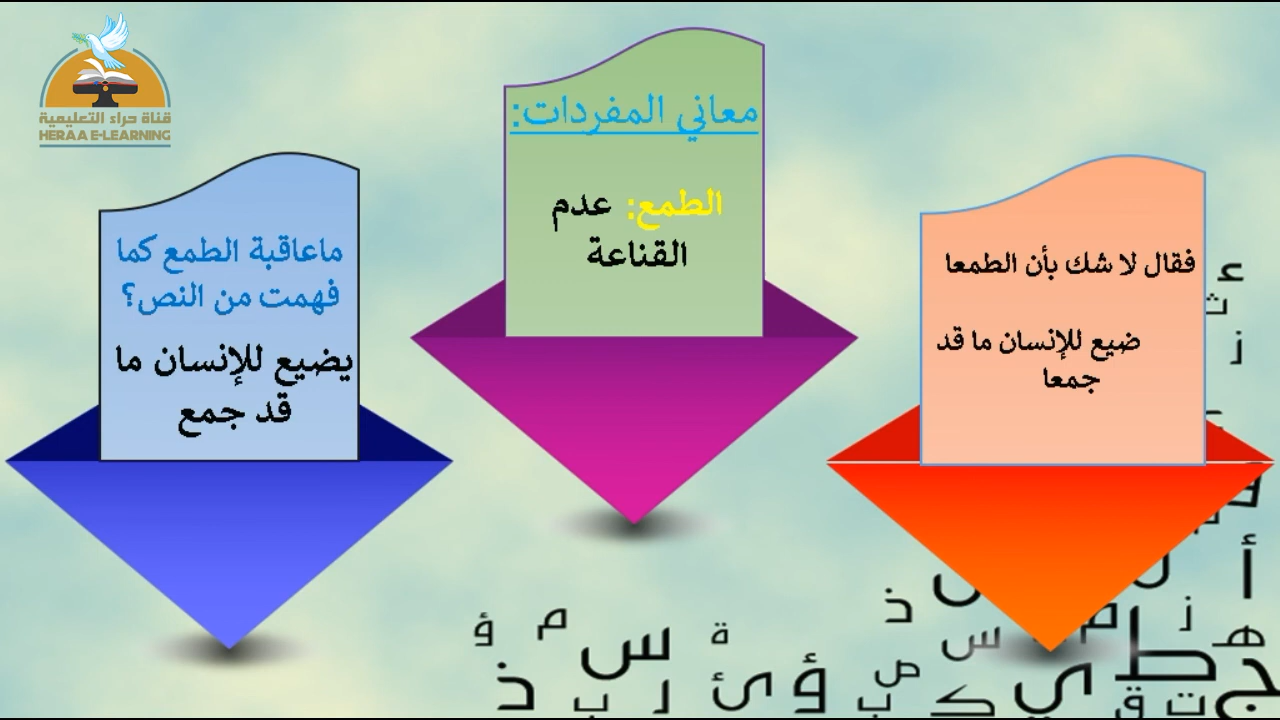 قناة حراء التعليمية
HERAA E-LEARNING
فقال لا شك بأن الطمعا
ضيع للإنسان ما قد
جمعا
معاني المفردات:
الطمع: عدم
القناعة
ماعاقبة الطمع كما
فهمت من النص؟
يضيع للإنسان ما
قد جمع